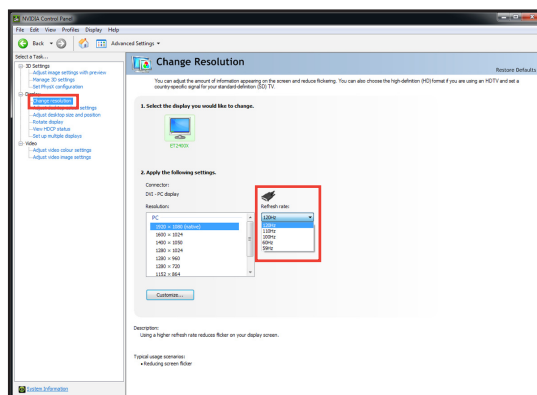 NVIDIA Control Panel
File Edit View Profiles Display Help
Back Advanced Settings
Select a Task...
3D Settings
Adjust image settings with preview
Manage 3D settings
Set PhysX configuration
Display
Change resolution
settings
Adjust desktop size and position
Rotate display
View HDCP status
Set up multiple displays
Video
Adjust video colour settings
Adjust video image settings
System Information
Change Resolution
Restore Defaults
You can adjust the amount of information appearing on the screen and reduce flickering. You can also choose the high-definition (HD) format if you are using an HDTV and set a
country-specific signal for your standard-definition (SD) TV.
1. Select the display you would like to change.
2. Apply the following settings.
Connector:
DVI - PC display
Resolution:
PC
1920 × 1080 (native)
1600 × 1024
1400 × 1050
1280 × 1024
1280 × 960
1280 × 720
1152 × 864
Refresh rate:
120Hz
120Hz
110Hz
100Hz
60Hz
59Hz
Customize...
Description:
Using a higher refresh rate reduces flicker on your display screen.
Typical usage scenarios:
• Reducing screen flicker